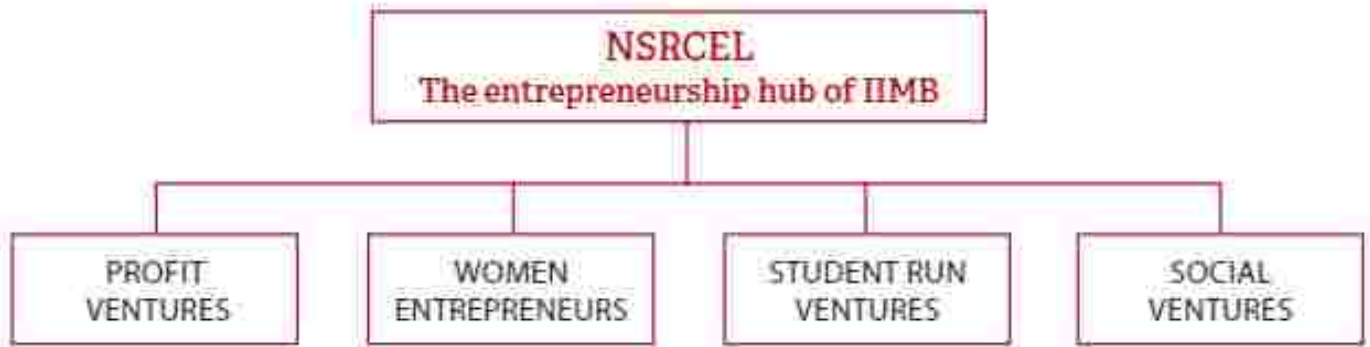 NSRCEL
The entrepreneurship hub of IIMB
PROFIT
VENTURES
WOMEN
ENTREPRENEURS
STUDENT RUN
VENTURES
SOCIAL
VENTURES